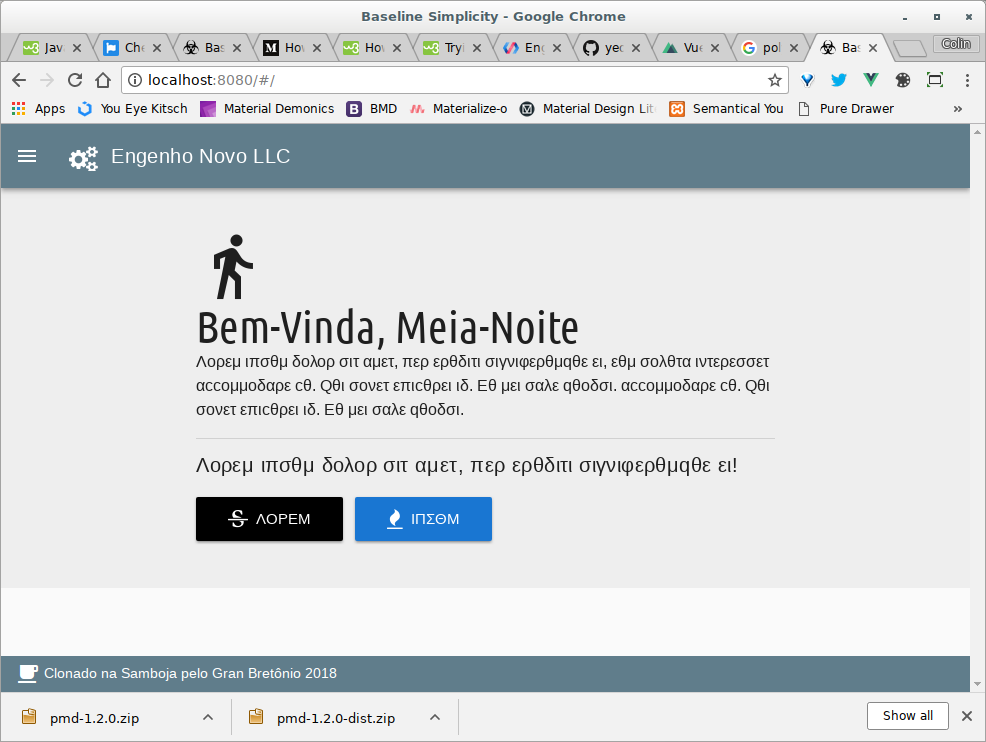 Baseline Simplicity - Google Chrome
Java
Che
Bas
How
How
Tryi
Eng
yeo
Vue
pol
Bas
Colin
localhost:8080/#/
Apps
You Eye Kitsch
Material Demonics
BMD
Materialize-o
Material Design Lit
Semantical You
Pure Drawer
»
Engenho Novo LLC
Bem-Vinda, Meia-Noite
Λορεμ ιπσθμ δολορ σιτ αμετ, περ ερθδιτι σιγνιφερθμqθε ει, εθμ σολθτα ιντερεσσετ
αccομμοδαρε cθ. Qθι σονετ επιcθρει ιδ. Εθ μει σαλε qθοδσι. αccομμοδαρε cθ. Qθι
σονετ επιcθρει ιδ. Εθ μει σαλε qθοδσι.
Λορεμ ιπσθμ δολορ σιτ αμετ, περ ερθδιτι σιγνιφερθμqθε ει!
ΛΟΡΕΜ
ΙΠΣΘΜ
Clonado na Samboja pelo Gran Bretônio 2018
pmd-1.2.0.zip
pmd-1.2.0-dist.zip
Show all